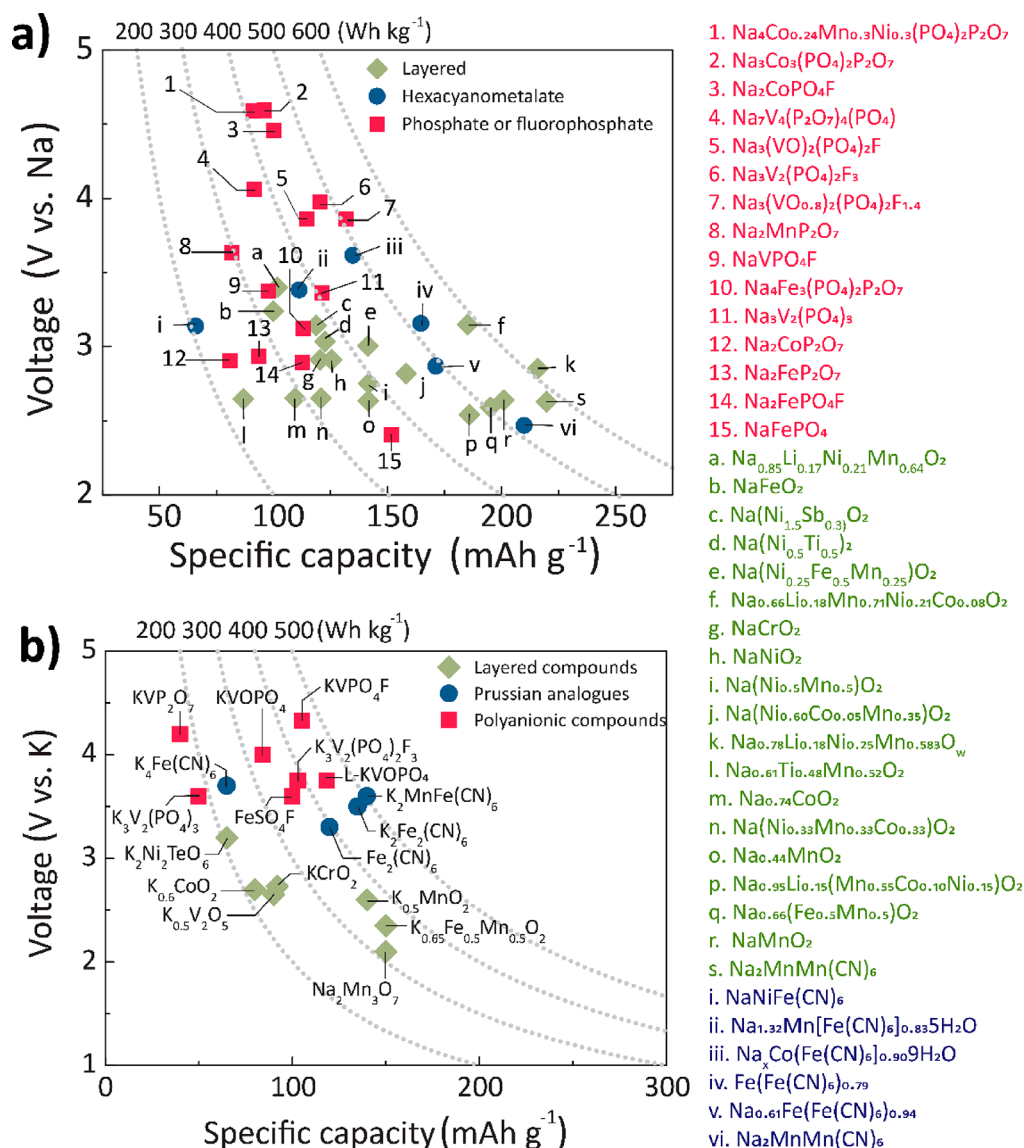 a)
200 300 400 500 600 (Wh kg⁻¹)
5
4
3
2
Voltage (V vs. Na)
Layered
Hexacyanometalate
Phosphate or fluorophosphate
1
2
3
4
5
6
7
iii
8
a
10
ii
11
9
b
c
d
e
iv
f
i
13
12
14
g
h
i
j
v
k
l
m
n
o
15
p
q
r
s
vi
50 100 150 200 250
Specific capacity (mAh g⁻¹)
b)
200 300 400 500 (Wh kg⁻¹)
5
4
3
2
1
Voltage (V vs. K)
Layered compounds
Prussian analogues
Polyanionic compounds
KVP₂O₇
KVOPO₄
KVPO₄F
K₄Fe(CN)₆
K₃V₂(PO₄)₂F₃
L-KVOPO₄
K₂MnFe(CN)₆
K₃V₂(PO₄)₃
FeSO₄F
K₂Fe₂(CN)₆
Fe₂(CN)₆
K₂Ni₂TeO₆
K₀.₆CoO₂
KCrO₂
K₀.₅V₂O₅
K₀.₅MnO₂
K₀.₆₅Fe₀.₅Mn₀.₅O₂
Na₂Mn₃O₇
0 100 200 300
Specific capacity (mAh g⁻¹)
1. Na₄Co₀.₂₄Mn₀.₃Ni₀.₃(PO₄)₂P₂O₇
2. Na₃Co₃(PO₄)₂P₂O₇
3. Na₂CoPO₄F
4. Na₇V₄(P₂O₇)₄(PO₄)
5. Na₃(VO)₂(PO₄)₂F
6. Na₃V₂(PO₄)₂F₃
7. Na₃(VO₀.₈)₂(PO₄)₂F₁.₄
8. Na₂MnP₂O₇
9. NaVPO₄F
10. Na₄Fe₃(PO₄)₂P₂O₇
11. Na₃V₂(PO₄)₃
12. Na₂CoP₂O₇
13. Na₂FeP₂O₇
14. Na₂FePO₄F
15. NaFePO₄
a. Na₀.₈₅Li₀.₁₇Ni₀.₂₁Mn₀.₆₄O₂
b. NaFeO₂
c. Na(Ni₁.₅Sb₀.₃)O₂
d. Na(Ni₀.₅Ti₀.₅)₂
e. Na(Ni₀.₂₅Fe₀.₅Mn₀.₂₅)O₂
f. Na₀.₆₆Li₀.₁₈Mn₀.₇₁Ni₀.₂₁Co₀.₀₈O₂
g. NaCrO₂
h. NaNiO₂
i. Na(Ni₀.₅Mn₀.₅)O₂
j. Na(Ni₀.₆₀Co₀.₀₅Mn₀.₃₅)O₂
k. Na₀.₇₈Li₀.₁₈Ni₀.₂₅Mn₀.₅₈₃O_w
l. Na₀.₆₁Ti₀.₄₈Mn₀.₅₂O₂
m. Na₀.₇₄CoO₂
n. Na(Ni₀.₃₃Mn₀.₃₃Co₀.₃₃)O₂
o. Na₀.₄₄MnO₂
p. Na₀.₉₅Li₀.₁₅(Mn₀.₅₅Co₀.₁₀Ni₀.₁₅)O₂
q. Na₀.₆₆(Fe₀.₅Mn₀.₅)O₂
r. NaMnO₂
s. Na₂MnMn(CN)₆
i. NaNiFe(CN)₆
ii. Na₁.₃₂Mn[Fe(CN)₆]₀.₈₃5H₂O
iii. NaₓCo(Fe(CN)₆]₀.₉₀9H₂O
iv. Fe(Fe(CN)₆)₀.₇₉
v. Na₀.₆₁Fe(Fe(CN)₆)₀.₉₄
vi. Na₂MnMn(CN)₆